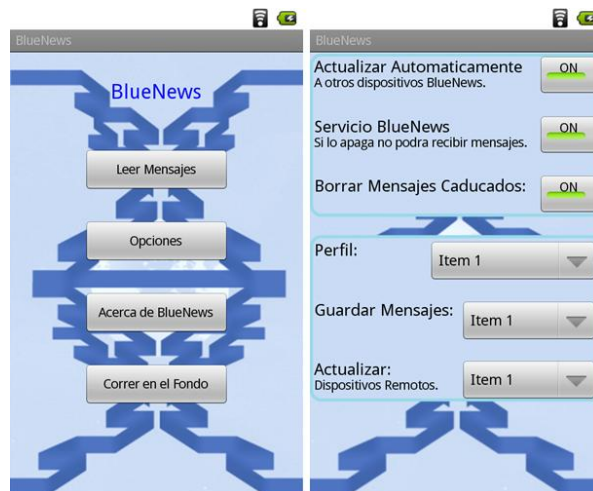 BlueNews
BlueNews
Leer Mensajes
Opciones
Acerca de BlueNews
Correr en el Fondo
BlueNews
Actualizar Automaticamente
ON
A otros dispositivos BlueNews.
Servicio BlueNews
ON
Si lo apaga no podra recibir mensajes.
Borrar Mensajes Caducados:
ON
Perfil:
Item 1
Guardar Mensajes:
Item 1
Actualizar:
Item 1
Dispositivos Remotos.